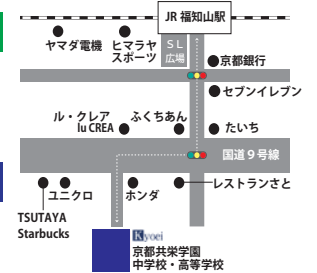 JR 福知山駅
ヤマダ電機
ヒマラヤ
スポーツ
SL
広場
京都銀行
セブンイレブン
ル・クレア
lu CREA
ふくちあん
たいち
国道9号線
ユニクロ
ホンダ
レストランさと
TSUTAYA
Starbucks
Kyoei
京都共栄学園
中学校・高等学校